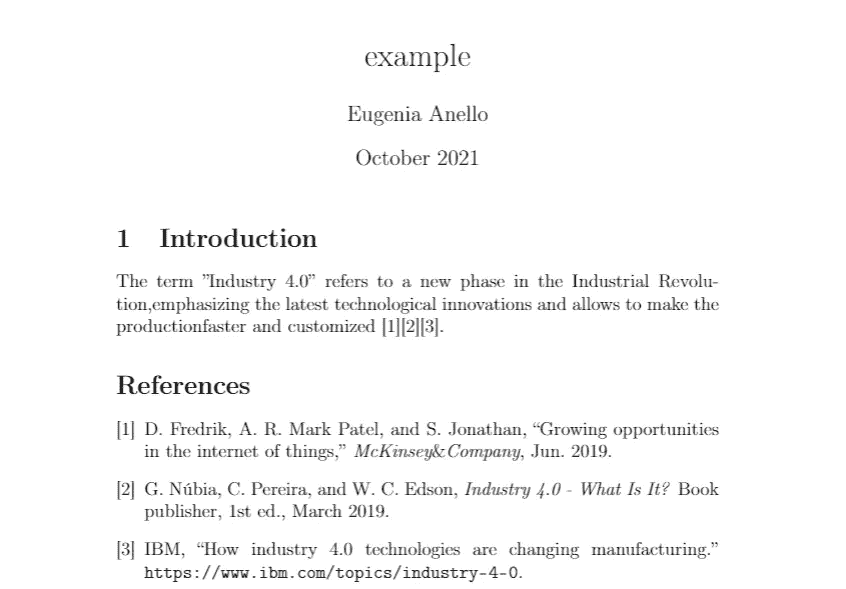 example
Eugenia Anello
October 2021
1 Introduction
The term ”Industry 4.0” refers to a new phase in the Industrial Revolu-
tion,emphasizing the latest technological innovations and allows to make the
productionfaster and customized [1][2][3].
References
[1] D. Fredrik, A. R. Mark Patel, and S. Jonathan, “Growing opportunities
in the internet of things,” McKinsey&Company, Jun. 2019.
[2] G. Núbia, C. Pereira, and W. C. Edson, Industry 4.0 - What Is It? Book
publisher, 1st ed., March 2019.
[3] IBM, “How industry 4.0 technologies are changing manufacturing.”
https://www.ibm.com/topics/industry-4-0.